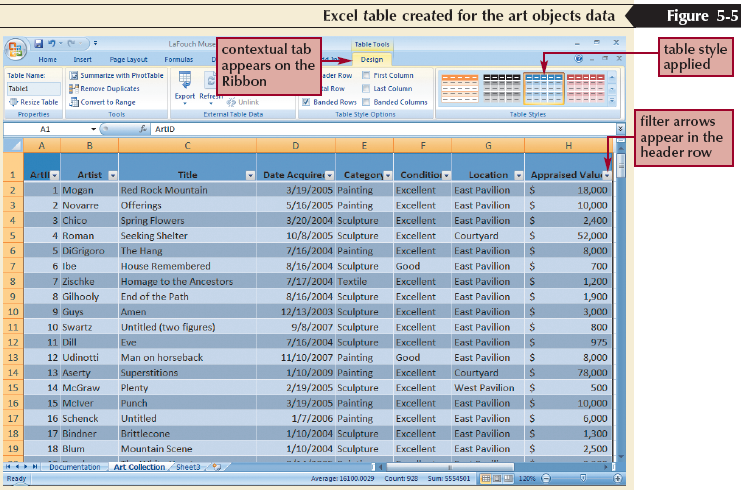 Excel table created for the art objects data
Figure 5-5
LaFouch Muse
Table Tools
Home Insert Page Layout Formulas D Design
contextual tab
appears on the
Ribbon
table style
applied
filter arrows
appear in the
header row
Table Name:
Table1
Resize Table
Properties
Summarize with PivotTable
Remove Duplicates
Convert to Range
Tools
Export Refresh
Unlink
External Table Data
ader Row First Column
tal Row Last Column
Banded Rows Banded Columns
Table Style Options
Table Styles
A1 fx ArtID
A B C D E F G H
1 ArtI Artist Title Date Acquire Category Conditio Location Appraised Valu
2 1 Mogan Red Rock Mountain 3/19/2005 Painting Excellent East Pavilion $ 18,000
3 2 Novarre Offerings 5/16/2005 Painting Excellent East Pavilion $ 10,000
4 3 Chico Spring Flowers 3/20/2004 Sculpture Excellent East Pavilion $ 2,400
5 4 Roman Seeking Shelter 10/8/2005 Sculpture Excellent Courtyard $ 52,000
6 5 DiGrigoro The Hang 7/16/2004 Painting Excellent East Pavilion $ 8,000
7 6 Ibe House Remembered 8/16/2004 Sculpture Good East Pavilion $ 700
8 7 Zischke Homage to the Ancestors 7/17/2004 Textile Excellent East Pavilion $ 1,200
9 8 Gilhooly End of the Path 8/16/2004 Sculpture Excellent East Pavilion $ 1,900
10 9 Guys Amen 12/13/2003 Sculpture Excellent East Pavilion $ 3,000
11 10 Swartz Untitled (two figures) 9/8/2007 Sculpture Excellent East Pavilion $ 800
12 11 Dill Eve 7/16/2004 Painting Excellent East Pavilion $ 975
13 12 Udinotti Man on horseback 11/10/2007 Painting Good East Pavilion $ 8,000
14 13 Aserty Superstitions 1/10/2009 Painting Excellent Courtyard $ 78,000
15 14 McGraw Plenty 2/19/2005 Sculpture Excellent West Pavilion $ 500
16 15 McIver Punch 3/19/2005 Painting Excellent East Pavilion $ 10,000
17 16 Schenck Untitled 1/7/2006 Painting Excellent East Pavilion $ 6,000
18 17 Bindner Brittlecone 1/10/2004 Sculpture Excellent East Pavilion $ 1,300
19 18 Blum Mountain Scene 1/10/2004 Sculpture Excellent East Pavilion $ 2,500
Documentation Art Collection Sheet3
Ready Average: 16100.0029 Count: 928 Sum: 5554501 120%